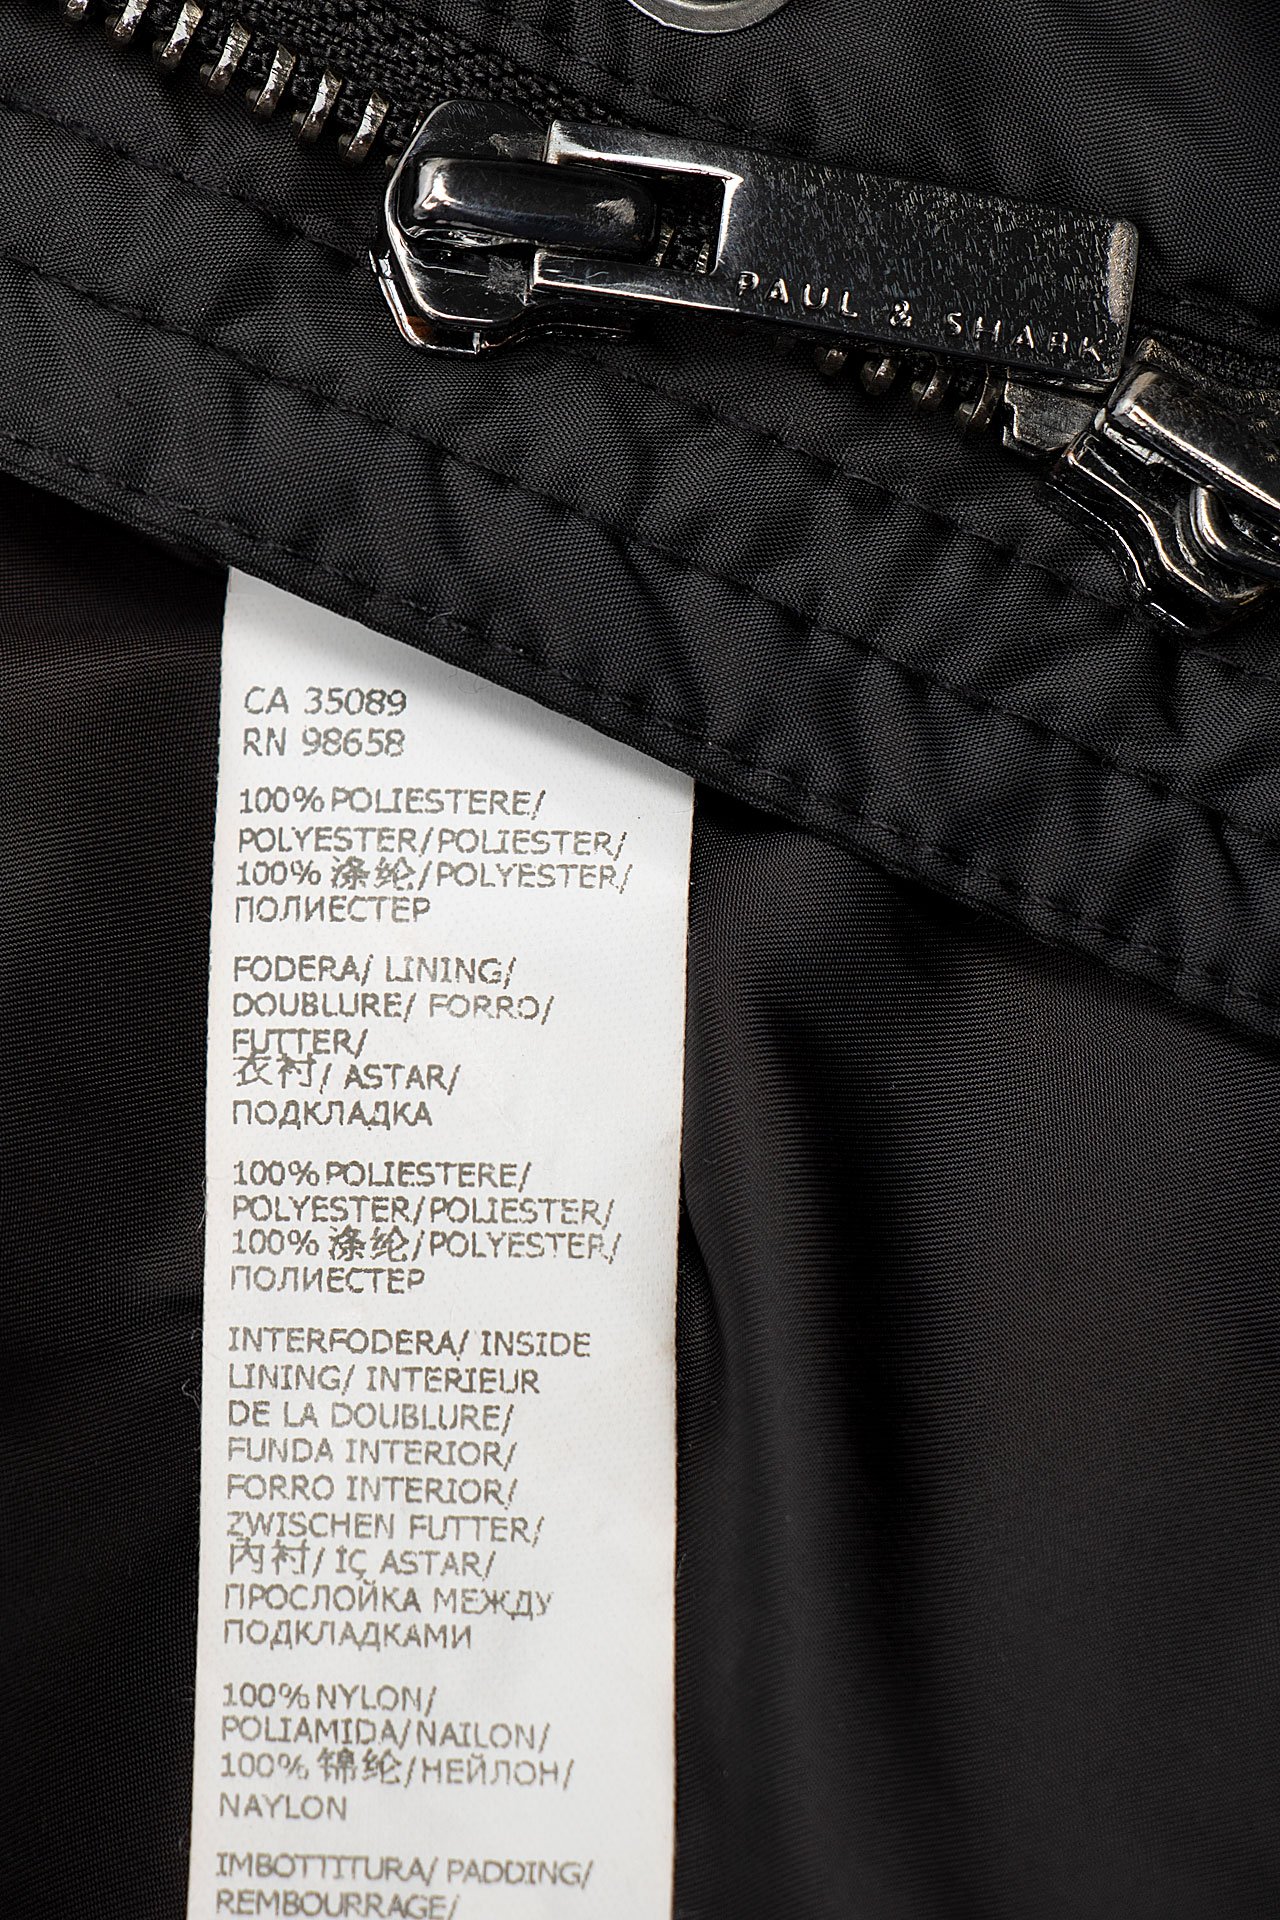 PAUL & SHARK
CA 35089
RN 98658
100% POLIESTERE/
POLYESTER/POLIESTER/
100% 涤纶/POLYESTER/
ПОЛИЕСТЕР
FODERA/ LINING/
DOUBLURE/ FORRO/
FUTTER/
衣衬/ ASTAR/
ПОДКЛАДКА
100% POLIESTERE/
POLYESTER/POLIESTER/
100% 涤纶/POLYESTER/
ПОЛИЕСТЕР
INTERFODERA/ INSIDE
LINING/ INTERIEUR
DE LA DOUBLURE/
FUNDA INTERIOR/
FORRO INTERIOR/
ZWISCHEN FUTTER/
内衬/ IÇ ASTAR/
ПРОСЛОЙКА МЕЖДУ
ПОДКЛАДКАМИ
100% NYLON/
POLIAMIDA/NAILON/
100% 锦纶/НЕЙЛОН/
NAYLON
IMBOTTITURA/ PADDING/
REMBOURRAGE/